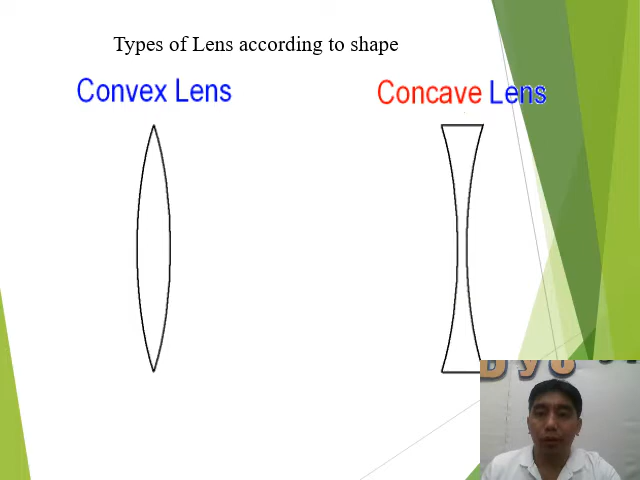 Types of Lens according to shape
Convex Lens
Concave Lens